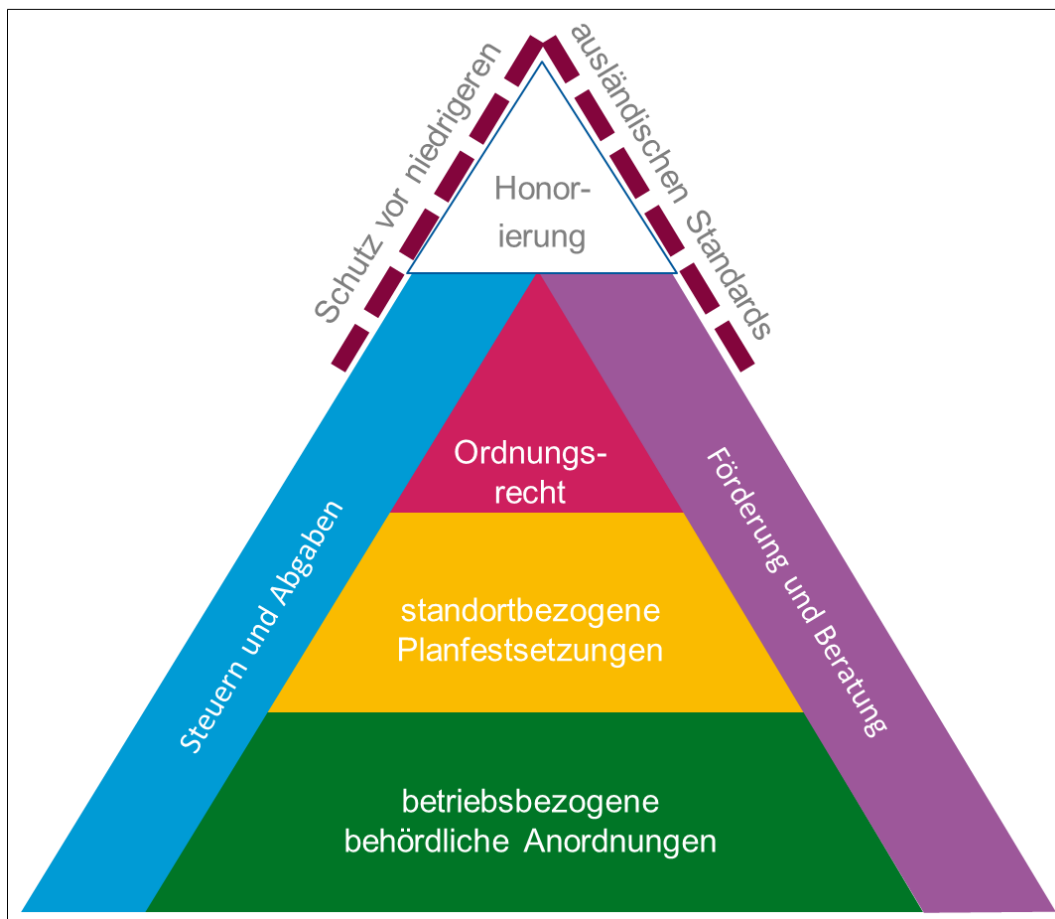 Schutz vor niedrigeren
ausländischen Standards
Honor-
ierung
Ordnungs-
recht
Steuern und Abgaben
Förderung und Beratung
standortbezogene
Planfestsetzungen
betriebsbezogene
behördliche Anordnungen